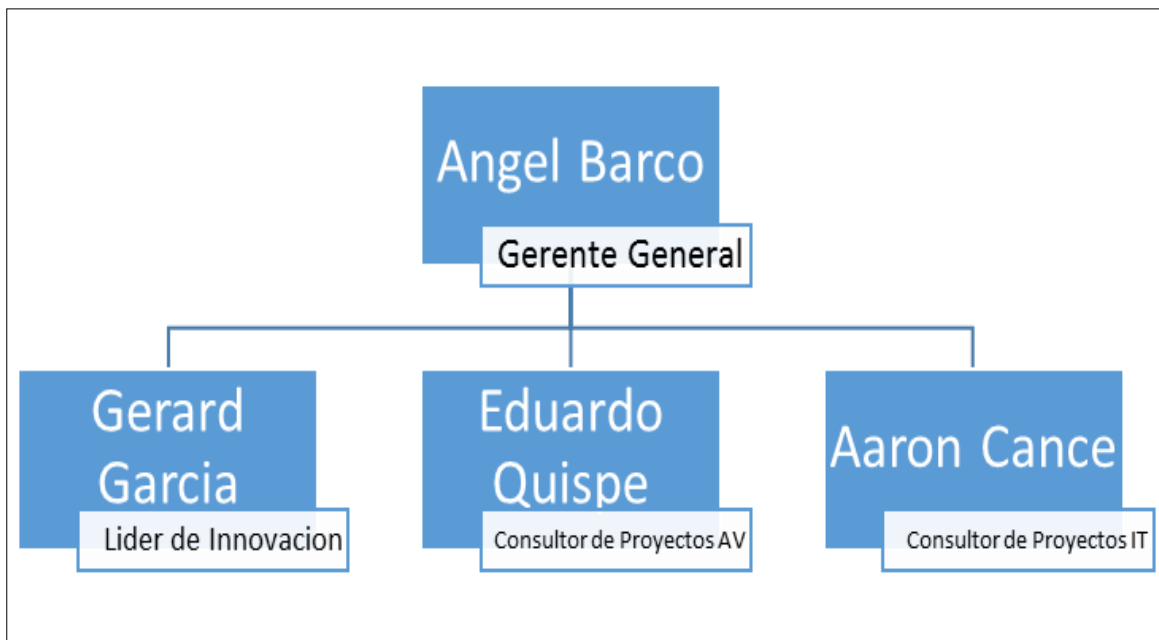 Angel Barco
Gerente General
Gerard
Garcia
Lider de Innovacion
Eduardo
Quispe
Consultor de Proyectos AV
Aaron Cance
Consultor de Proyectos IT